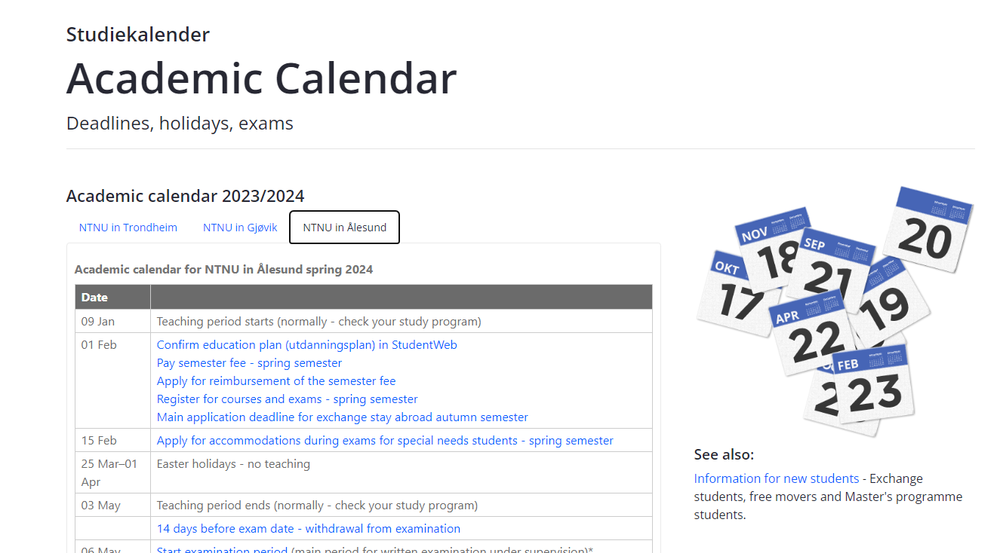 Studiekalender
Academic Calendar
Deadlines, holidays, exams
Academic calendar 2023/2024
NTNU in Trondheim NTNU in Gjøvik NTNU in Ålesund
Academic calendar for NTNU in Ålesund spring 2024
Date
09 Jan Teaching period starts (normally - check your study program)
01 Feb Confirm education plan (utdanningsplan) in StudentWeb
Pay semester fee - spring semester
Apply for reimbursement of the semester fee
Register for courses and exams - spring semester
Main application deadline for exchange stay abroad autumn semester
15 Feb Apply for accommodations during exams for special needs students - spring semester
25 Mar–01 Easter holidays - no teaching
Apr
03 May Teaching period ends (normally - check your study program)
14 days before exam date - withdrawal from examination
06 May Start examination period (main period for written examination under supervision)*
20
NOV
18
SEP
21
OKT
17
19
APR
22
FEB
23
2
See also:
Information for new students - Exchange
students, free movers and Master's programme
students.